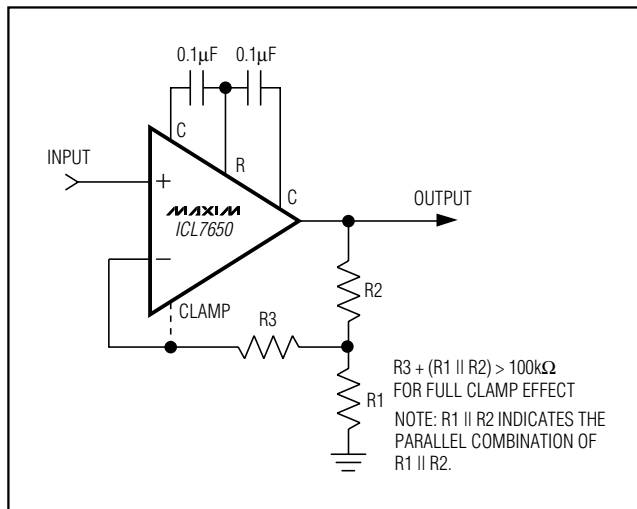 0.1µF 0.1µF
C
INPUT
R
+
C
MAXIM
ICL7650
OUTPUT
−
CLAMP
R2
R3
R3 + (R1 || R2) > 100kΩ
FOR FULL CLAMP EFFECT
R1
NOTE: R1 || R2 INDICATES THE
PARALLEL COMBINATION OF
R1 || R2.